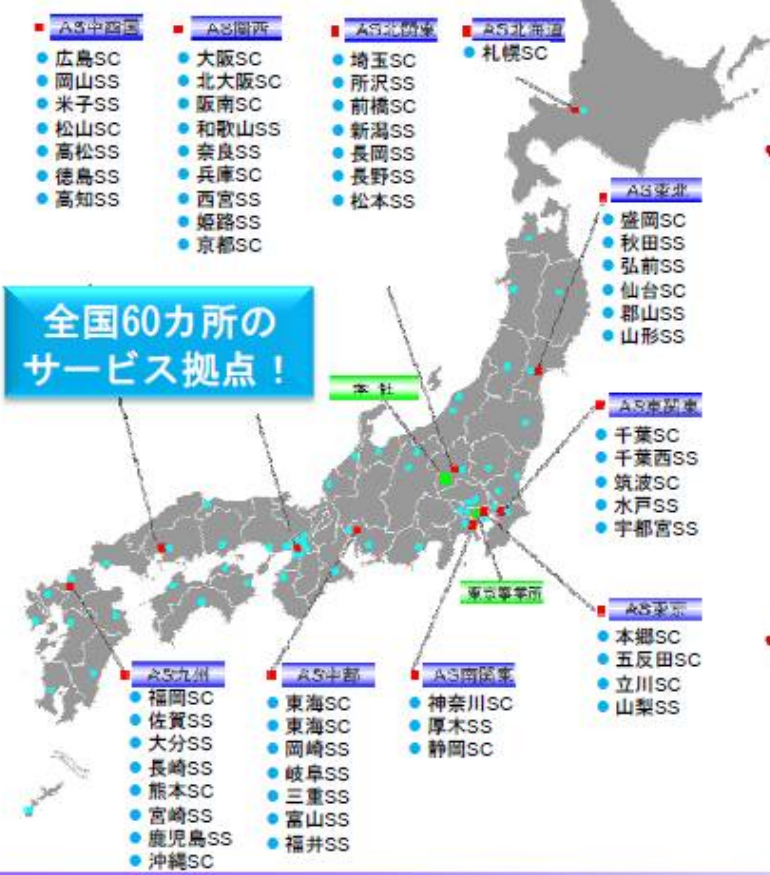 AS中四国
広島SC
岡山SS
米子SS
松山SC
高松SS
徳島SS
高知SS
AS関西
大阪SC
北大阪SC
阪南SC
和歌山SS
奈良SS
兵庫SC
西宮SS
姫路SS
京都SC
AS北関東
埼玉SC
所沢SS
前橋SC
新潟SS
長岡SS
長野SS
松本SS
AS北海道
札幌SC
AS東北
盛岡SC
秋田SS
弘前SS
仙台SC
郡山SS
山形SS
全国60カ所の
サービス拠点！
本 社
AS東関東
千葉SC
千葉西SS
筑波SC
水戸SS
宇都宮SS
東京事業所
AS東京
本郷SC
五反田SC
立川SC
山梨SS
AS九州
福岡SC
佐賀SS
大分SS
長崎SS
熊本SC
宮崎SS
鹿児島SS
沖縄SC
AS中部
東海SC
東海SC
岡崎SS
岐阜SS
三重SS
富山SS
福井SS
AS南関東
神奈川SC
厚木SS
静岡SC